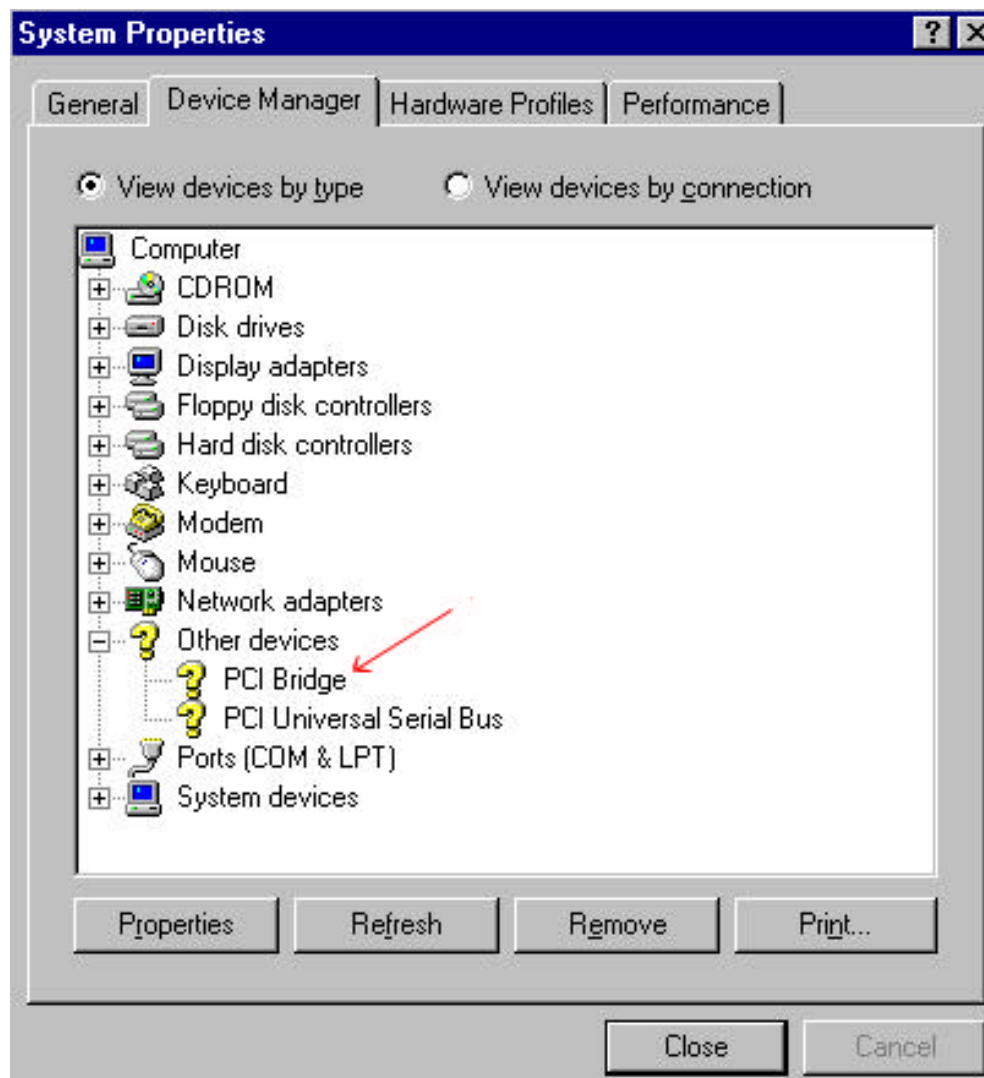 System Properties
General Device Manager Hardware Profiles Performance
View devices by type View devices by connection
Computer
CDROM
Disk drives
Display adapters
Floppy disk controllers
Hard disk controllers
Keyboard
Modem
Mouse
Network adapters
Other devices
PCI Bridge
PCI Universal Serial Bus
Ports (COM & LPT)
System devices
Properties Refresh Remove Print...
Close Cancel